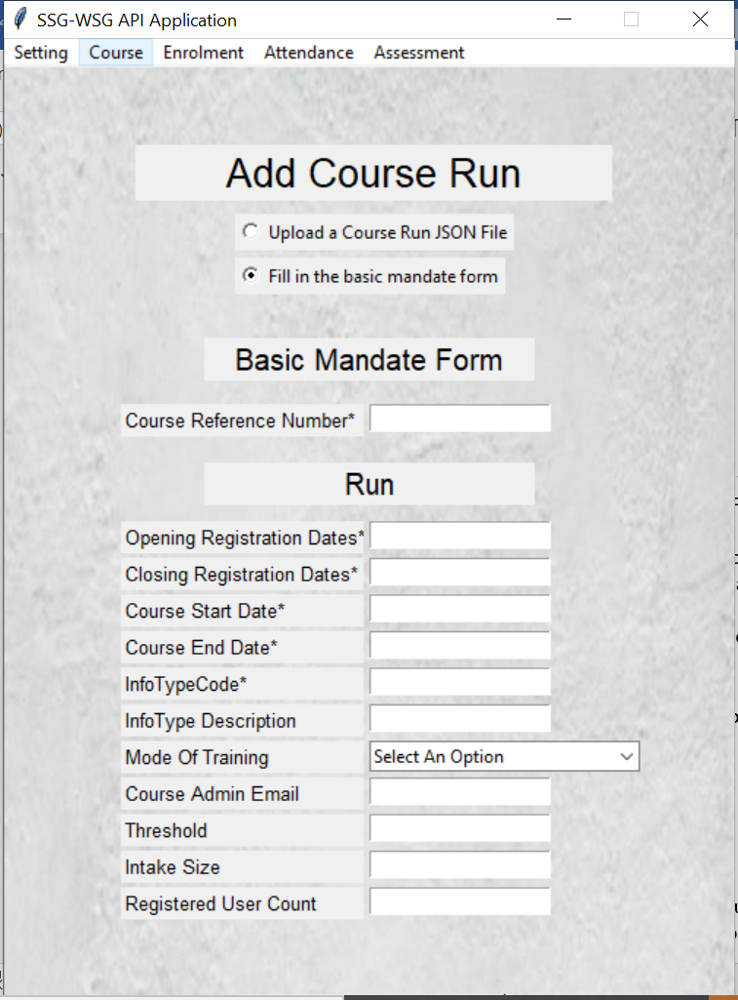 SSG-WSG API Application
Setting Course Enrolment Attendance Assessment
Add Course Run
Upload a Course Run JSON File
Fill in the basic mandate form
Basic Mandate Form
Course Reference Number*
Run
Opening Registration Dates*
Closing Registration Dates*
Course Start Date*
Course End Date*
InfoTypeCode*
InfoType Description
Mode Of Training Select An Option
Course Admin Email
Threshold
Intake Size
Registered User Count